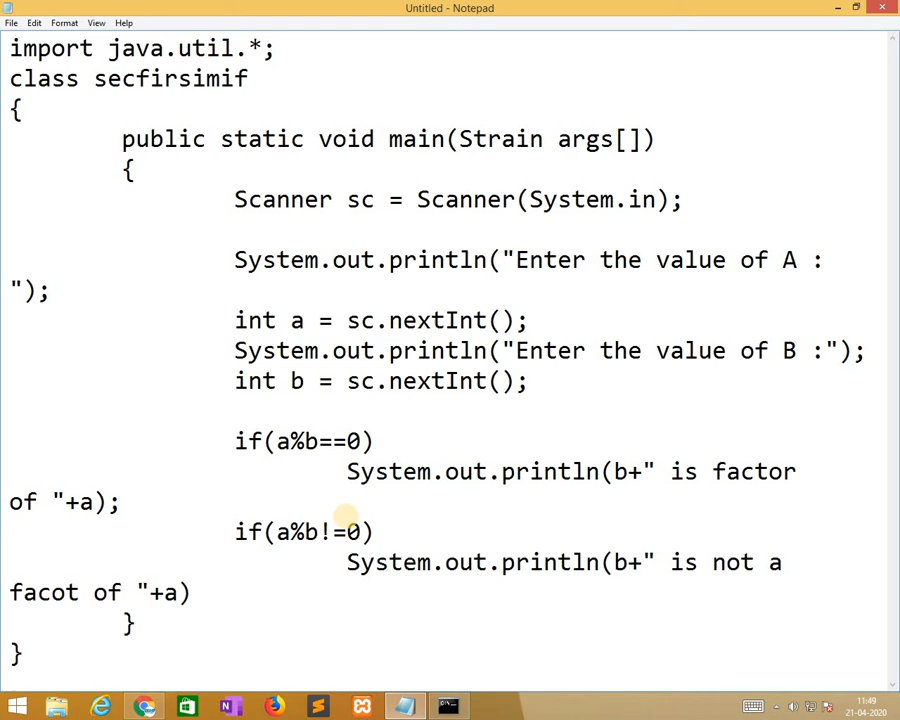 Untitled - Notepad
File Edit Format View Help
import java.util.*;
class secfirsimif
{
public static void main(Strain args[])
{
Scanner sc = Scanner(System.in);
System.out.println("Enter the value of A :
");
int a = sc.nextInt();
System.out.println("Enter the value of B :");
int b = sc.nextInt();
if(a%b==0)
System.out.println(b+" is factor
of "+a);
if(a%b!=0)
System.out.println(b+" is not a
facot of "+a)
}
}
11:49
21-04-2020